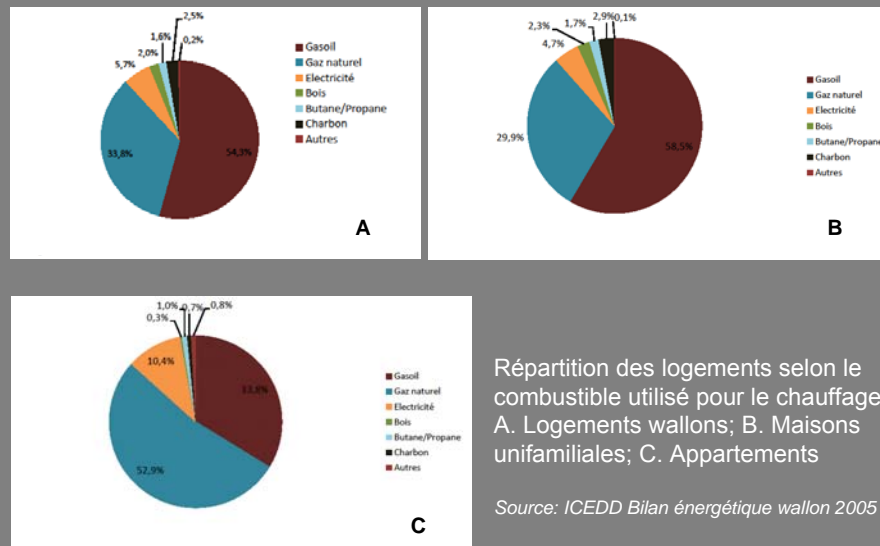 2,5%
1,6%
0,2%
2,0%
5,7%
33,8%
54,3%
Gasoil
Gaz naturel
Electricité
Bois
Butane/Propane
Charbon
Autres
A
2,9% 0,1%
1,7%
2,3%
4,7%
29,9%
58,5%
Gasoil
Gaz naturel
Electricité
Bois
Butane/Propane
Charbon
Autres
B
1,0% 0,7% 0,8%
0,3%
10,4%
33,8%
52,9%
Gasoil
Gaz naturel
Electricité
Bois
Butane/Propane
Charbon
Autres
C
Répartition des logements selon le
combustible utilisé pour le chauffage
A. Logements wallons; B. Maisons
unifamiliales; C. Appartements
Source: ICEDD Bilan énergétique wallon 2005